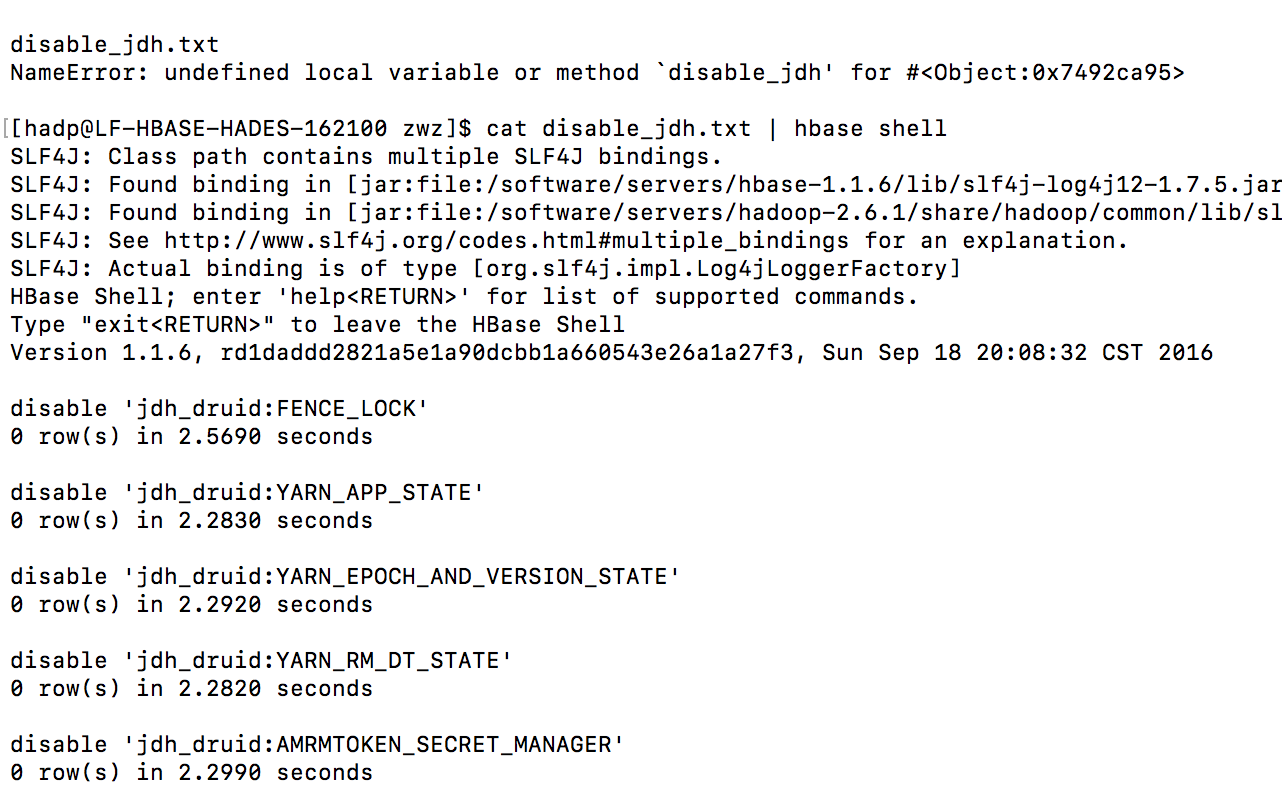 disable_jdh.txt
NameError: undefined local variable or method `disable_jdh' for #<Object:0x7492ca95>
[[hadp@LF-HBASE-HADES-162100 zwz]$ cat disable_jdh.txt | hbase shell
SLF4J: Class path contains multiple SLF4J bindings.
SLF4J: Found binding in [jar:file:/software/servers/hbase-1.1.6/lib/slf4j-log4j12-1.7.5.jar
SLF4J: Found binding in [jar:file:/software/servers/hadoop-2.6.1/share/hadoop/common/lib/sl
SLF4J: See http://www.slf4j.org/codes.html#multiple_bindings for an explanation.
SLF4J: Actual binding is of type [org.slf4j.impl.Log4jLoggerFactory]
HBase Shell; enter 'help<RETURN>' for list of supported commands.
Type "exit<RETURN>" to leave the HBase Shell
Version 1.1.6, rd1daddd2821a5e1a90dcbb1a660543e26a1a27f3, Sun Sep 18 20:08:32 CST 2016
disable 'jdh_druid:FENCE_LOCK'
0 row(s) in 2.5690 seconds
disable 'jdh_druid:YARN_APP_STATE'
0 row(s) in 2.2830 seconds
disable 'jdh_druid:YARN_EPOCH_AND_VERSION_STATE'
0 row(s) in 2.2920 seconds
disable 'jdh_druid:YARN_RM_DT_STATE'
0 row(s) in 2.2820 seconds
disable 'jdh_druid:AMRMTOKEN_SECRET_MANAGER'
0 row(s) in 2.2990 seconds